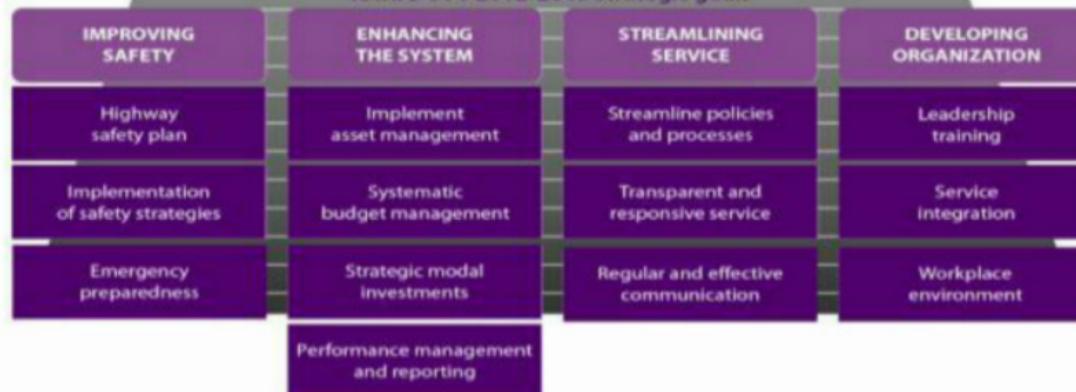 IMPROVING
SAFETY
Highway
safety plan
Implementation
of safety strategies
Emergency
preparedness
ENHANCING
THE SYSTEM
Implement
asset management
Systematic
budget management
Strategic modal
investments
Performance management
and reporting
STREAMLINING
SERVICE
Streamline policies
and processes
Transparent and
responsive service
Regular and effective
communication
DEVELOPING
ORGANIZATION
Leadership
training
Service
integration
Workplace
environment